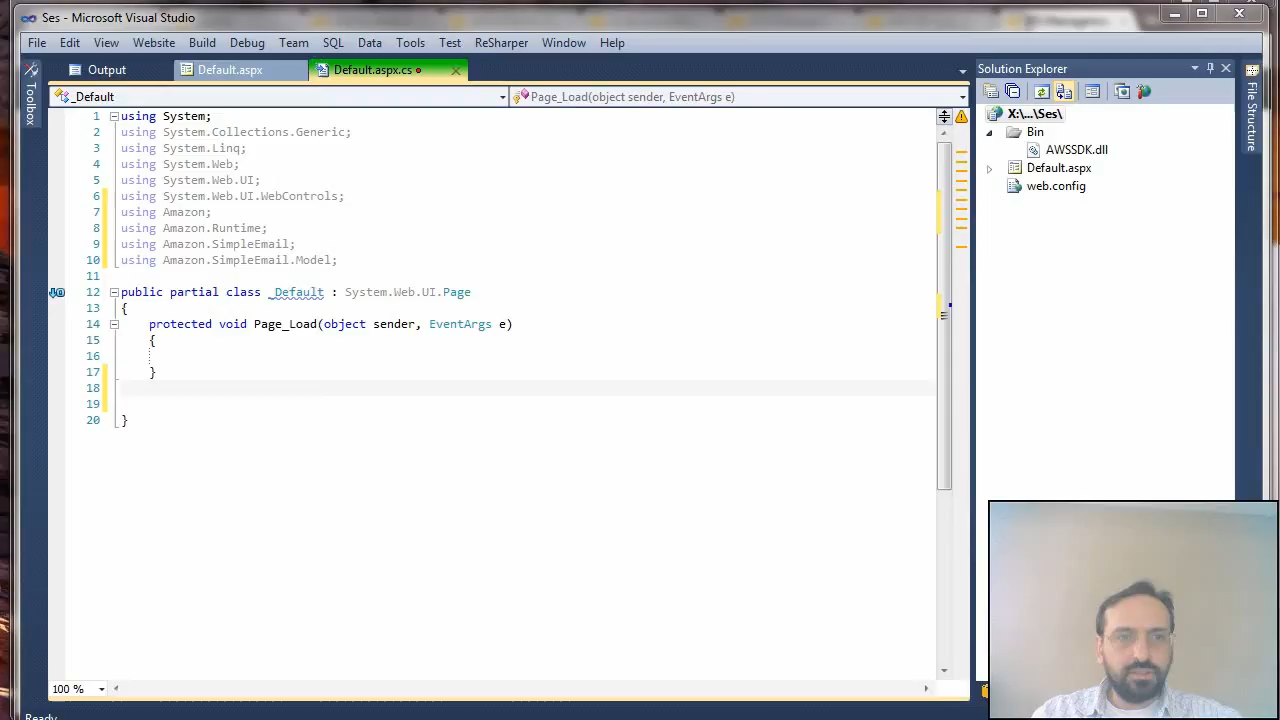 Ses - Microsoft Visual Studio
File Edit View Website Build Debug Team SQL Data Tools Test ReSharper Window Help
Toolbox
Output Default.aspx Default.aspx.cs
_Default Page_Load(object sender, EventArgs e)
1 using System;
2 using System.Collections.Generic;
3 using System.Linq;
4 using System.Web;
5 using System.Web.UI;
6 using System.Web.UI.WebControls;
7 using Amazon;
8 using Amazon.Runtime;
9 using Amazon.SimpleEmail;
10 using Amazon.SimpleEmail.Model;
11
12 public partial class _Default : System.Web.UI.Page
13 {
14 protected void Page_Load(object sender, EventArgs e)
15 {
16
17 }
18
19
20 }
100 %
Ready
Solution Explorer
X:\...\Ses\
Bin
AWSSDK.dll
Default.aspx
web.config
File Structure